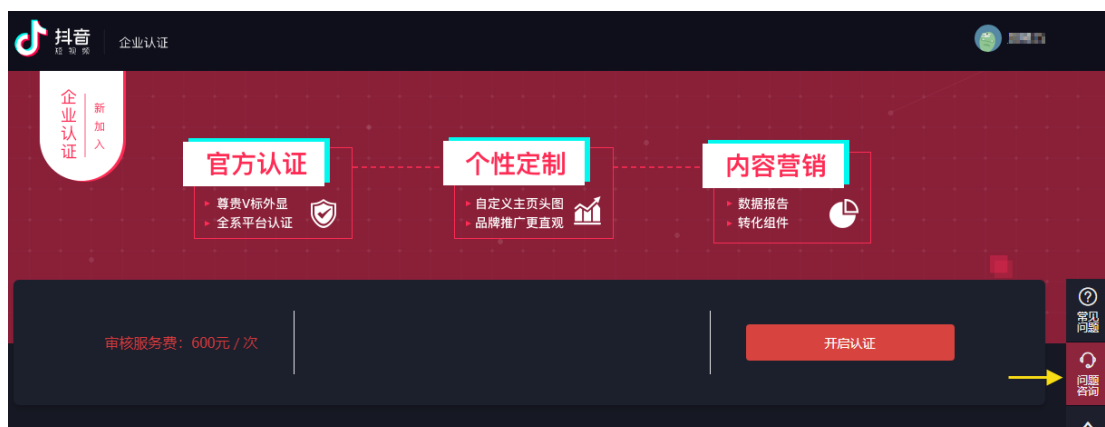 抖音
短视频
企业认证
企业认证
新加入
官方认证
尊贵V标外显
全系平台认证
个性定制
自定义主页头图
品牌推广更直观
内容营销
数据报告
转化组件
审核服务费：600元 / 次
开启认证
常见
问题
问题
咨询